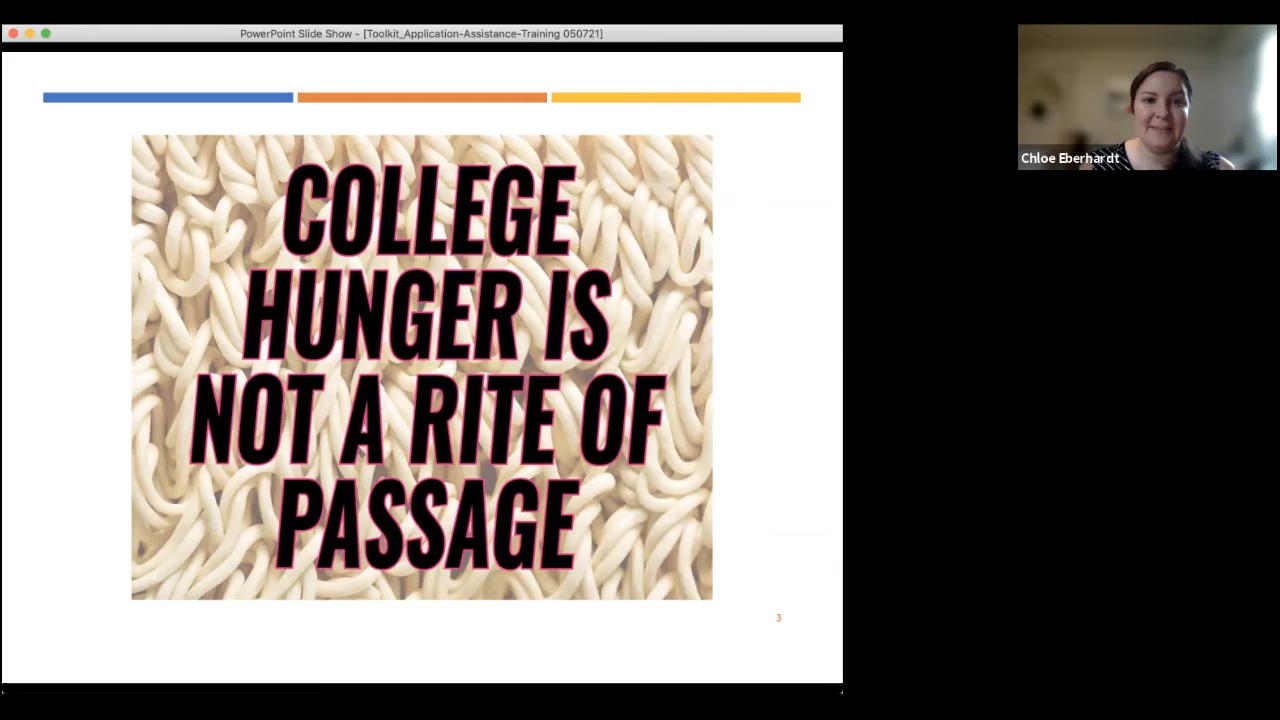 PowerPoint Slide Show - [Toolkit_Application-Assistance-Training 050721]
COLLEGE
HUNGER IS
NOT A RITE OF
PASSAGE
3
Chloe Eberhardt